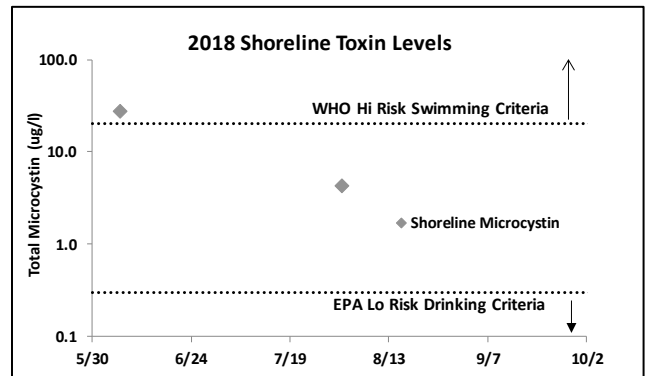 2018 Shoreline Toxin Levels
100.0
WHO Hi Risk Swimming Criteria
10.0
Total Microcystin (ug/l)
Shoreline Microcystin
1.0
EPA Lo Risk Drinking Criteria
0.1
5/30 6/24 7/19 8/13 9/7 10/2